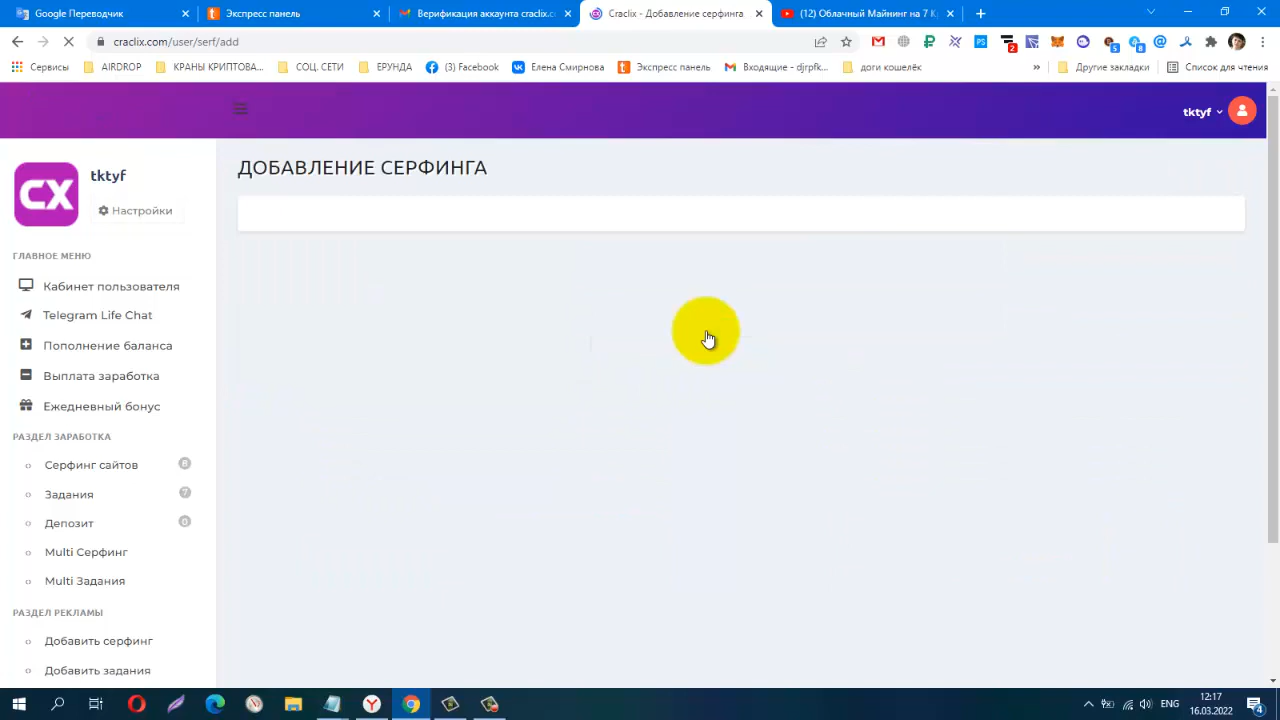 Google Переводчик
Экспресс панель
Верификация аккаунта craclix.c
Craclix - Добавление серфинга
(12) Облачный Майнинг на 7 К
craclix.com/user/serf/add
Сервисы
AIRDROP
КРАНЫ КРИПТОВА...
СОЦ. СЕТИ
ЕРУНДА
(3) Facebook
Елена Смирнова
Экспресс панель
Входящие - djrpfk...
доги кошелёк
»
Другие закладки
Список для чтения
tktyf
CX
tktyf
Настройки
ДОБАВЛЕНИЕ СЕРФИНГА
ГЛАВНОЕ МЕНЮ
Кабинет пользователя
Telegram Life Chat
Пополнение баланса
Выплата заработка
Ежедневный бонус
РАЗДЕЛ ЗАРАБОТКА
Серфинг сайтов 8
Задания 7
Депозит 0
Multi Серфинг
Multi Задания
РАЗДЕЛ РЕКЛАМЫ
Добавить серфинг
Добавить задания
ENG
12:17
16.03.2022
4